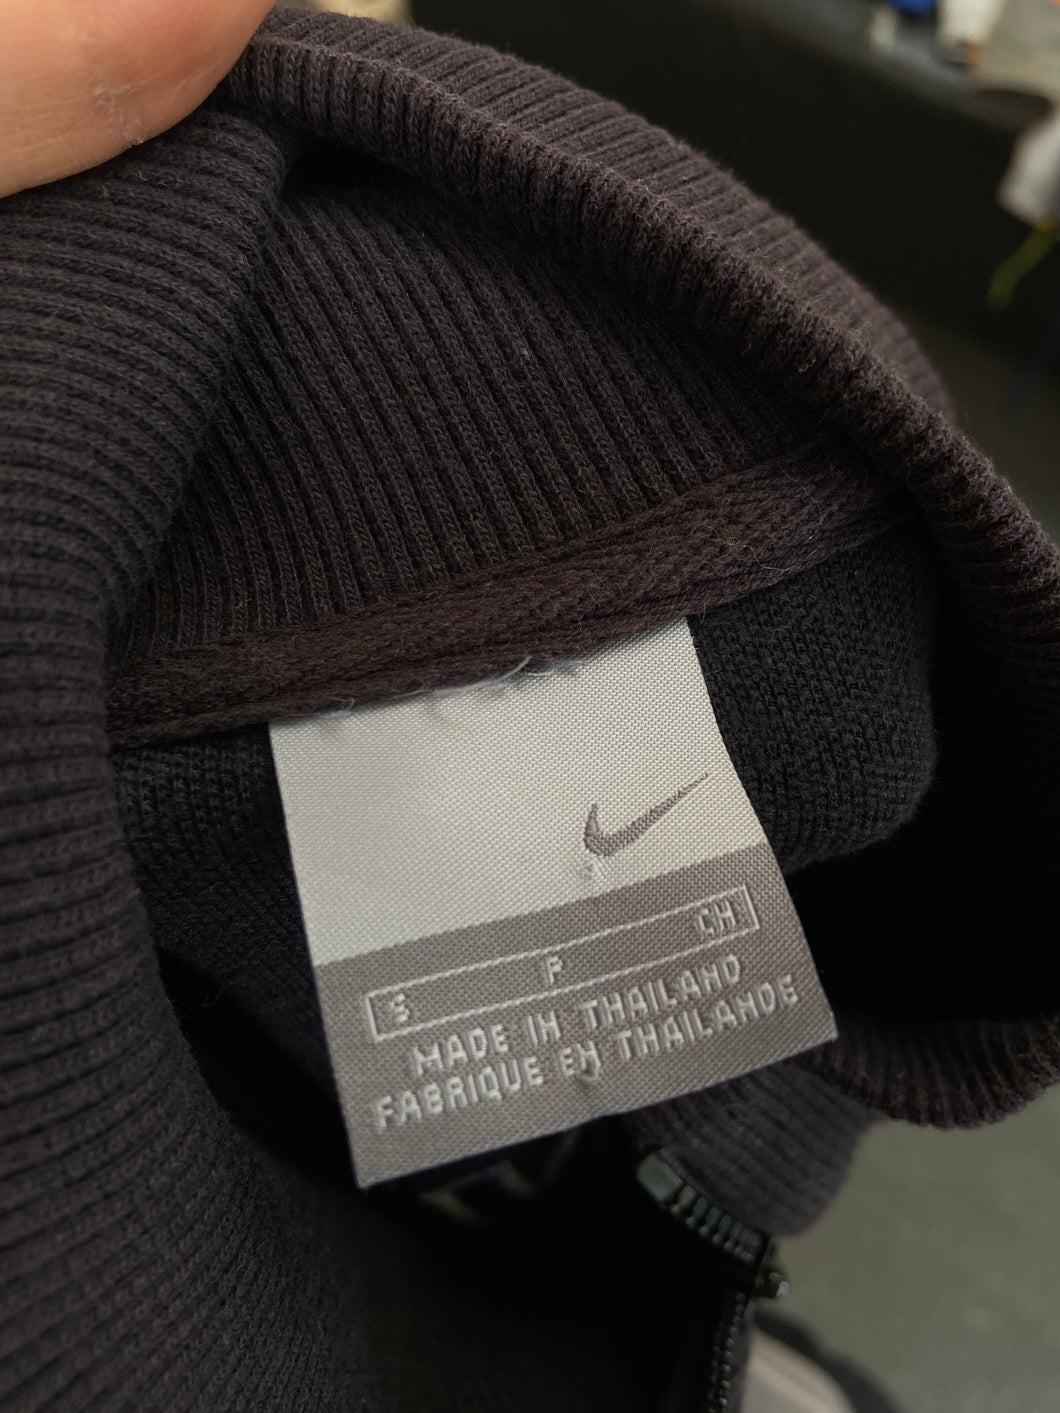 S P CH
MADE IN THAILAND
FABRIQUE EN THAILANDE